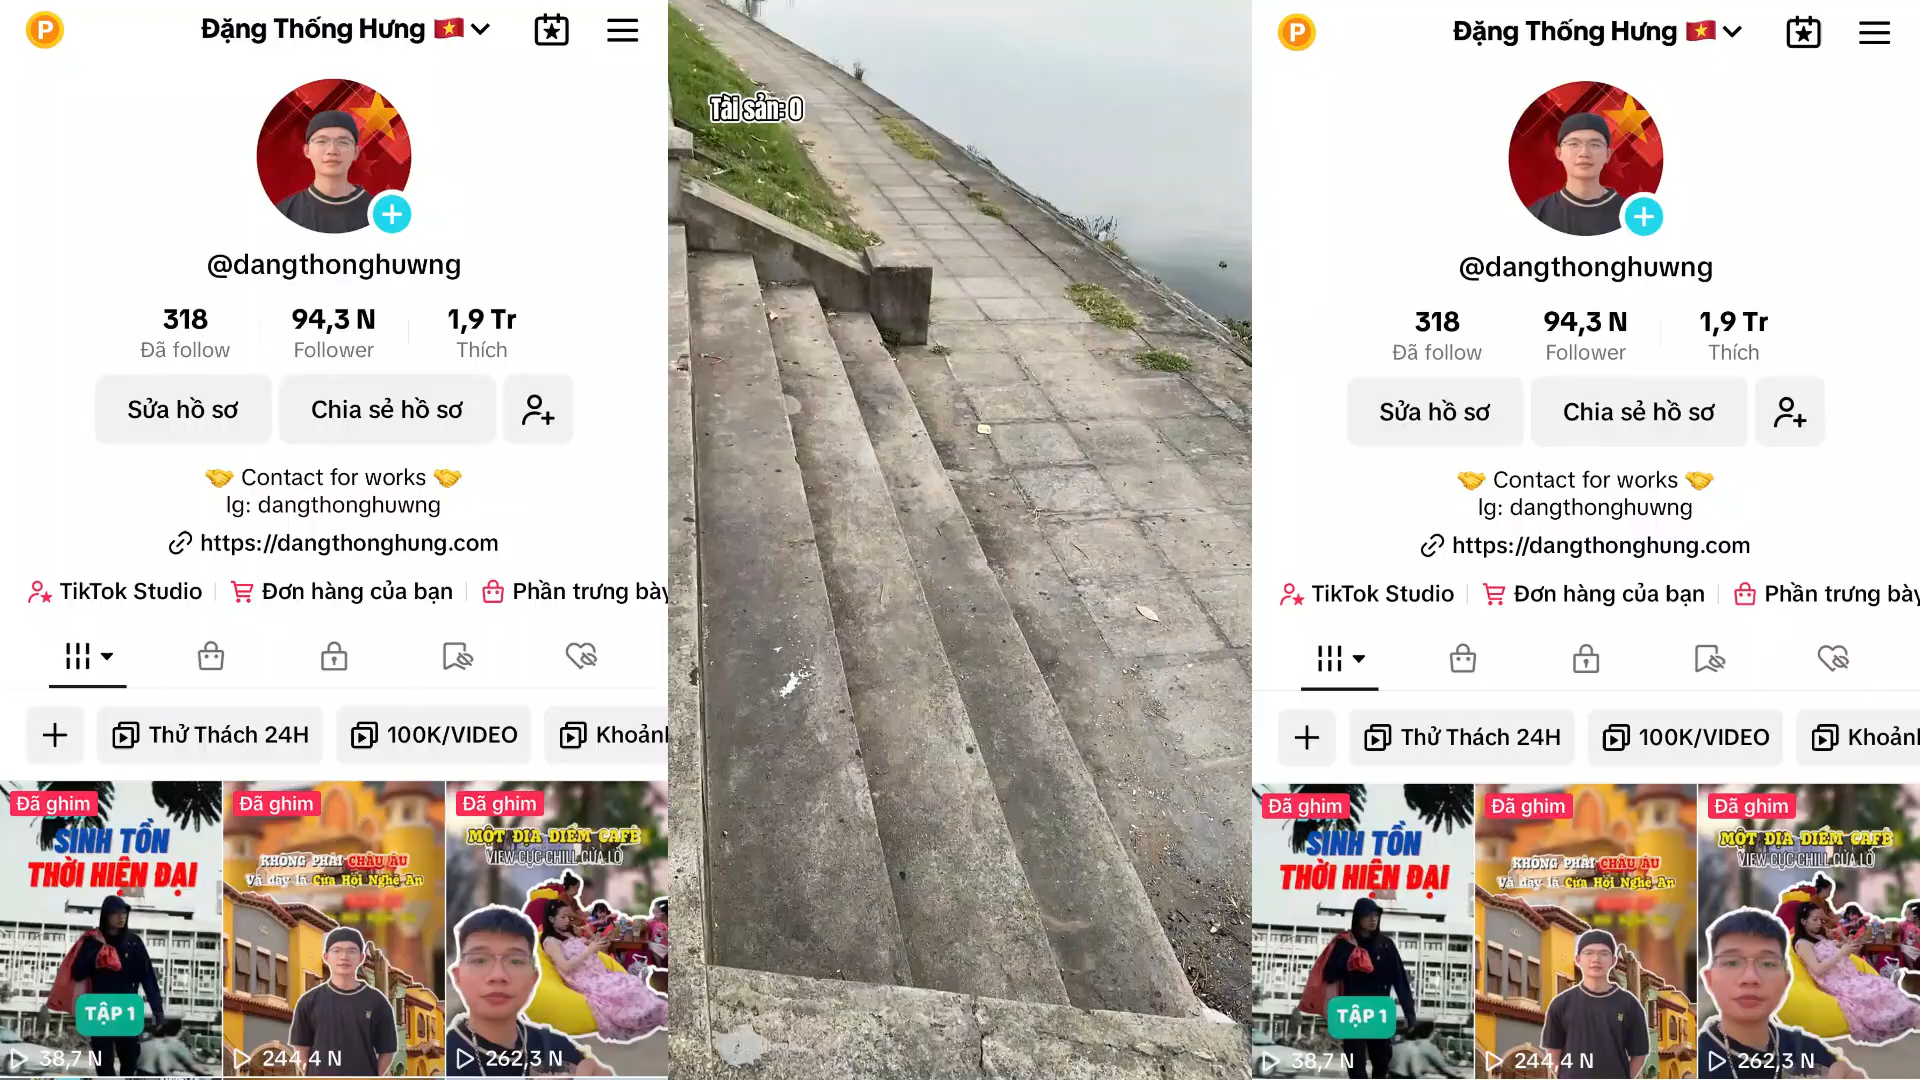 P
Đặng Thống Hưng
@dangthonghuwng
318
94,3 N
1,9 Tr
Đã follow
Follower
Thích
Sửa hồ sơ
Chia sẻ hồ sơ
Contact for works
Ig: dangthonghuwng
https://dangthonghung.com
TikTok Studio
Đơn hàng của bạn
Phần trưng bày
Thử Thách 24H
100K/VIDEO
Khoản
Đã ghim
SINH TỒN
THỜI HIỆN ĐẠI
TẬP 1
38,7 N
Đã ghim
KHÔNG PHẢI CHÂU ÂU
Và đây là Cửa Hội Nghệ An
244,4 N
Đã ghim
MỘT ĐỊA ĐIỂM CAFE
VIEW CỰC CHILL CỬA LÒ
262,3 N
Tài sản: 0
P
Đặng Thống Hưng
@dangthonghuwng
318
94,3 N
1,9 Tr
Đã follow
Follower
Thích
Sửa hồ sơ
Chia sẻ hồ sơ
Contact for works
Ig: dangthonghuwng
https://dangthonghung.com
TikTok Studio
Đơn hàng của bạn
Phần trưng bày
Thử Thách 24H
100K/VIDEO
Khoản
Đã ghim
SINH TỒN
THỜI HIỆN ĐẠI
TẬP 1
38,7 N
Đã ghim
KHÔNG PHẢI CHÂU ÂU
Và đây là Cửa Hội Nghệ An
244,4 N
Đã ghim
MỘT ĐỊA ĐIỂM CAFE
VIEW CỰC CHILL CỬA LÒ
262,3 N